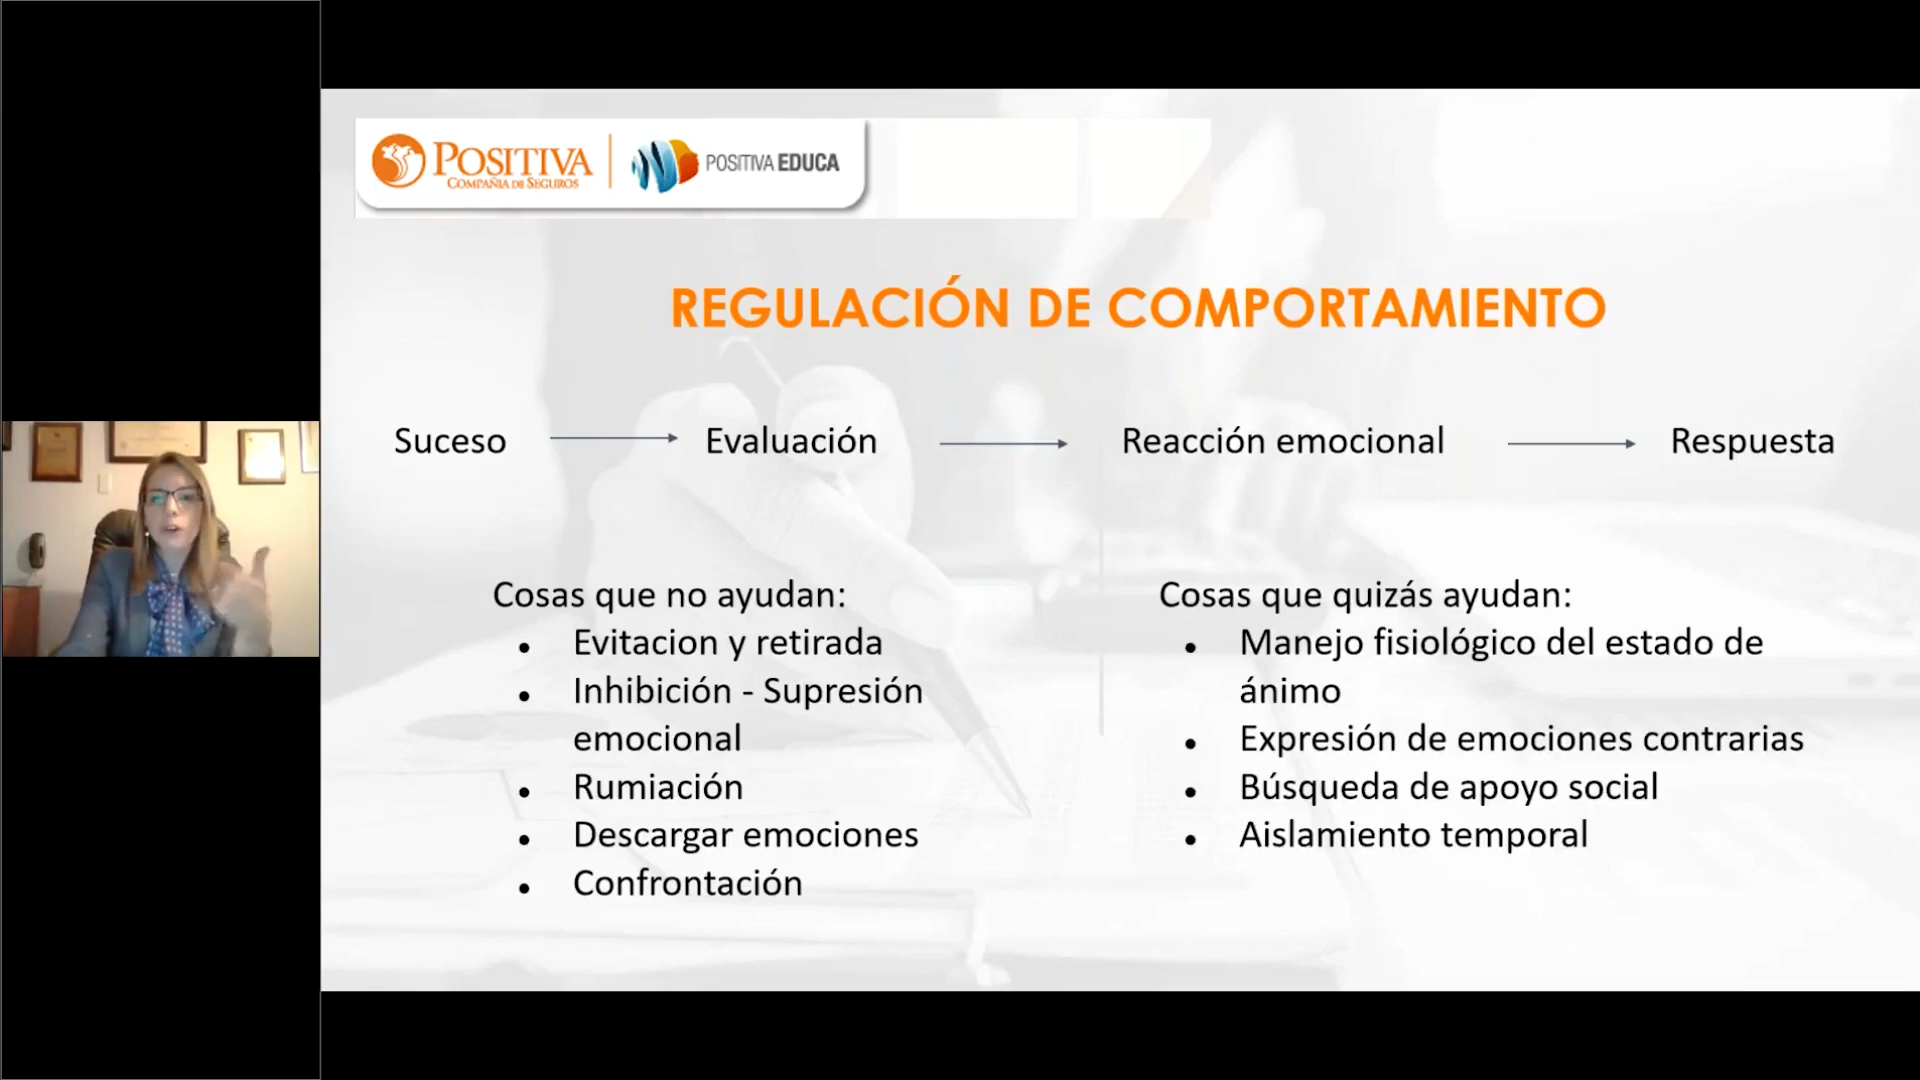 POSITIVA
COMPAÑIA DE SEGUROS
POSITIVA EDUCA
REGULACIÓN DE COMPORTAMIENTO
Suceso Evaluación Reacción emocional Respuesta
Cosas que no ayudan:
• Evitacion y retirada
• Inhibición - Supresión
emocional
• Rumiación
• Descargar emociones
• Confrontación
Cosas que quizás ayudan:
• Manejo fisiológico del estado de
ánimo
• Expresión de emociones contrarias
• Búsqueda de apoyo social
• Aislamiento temporal